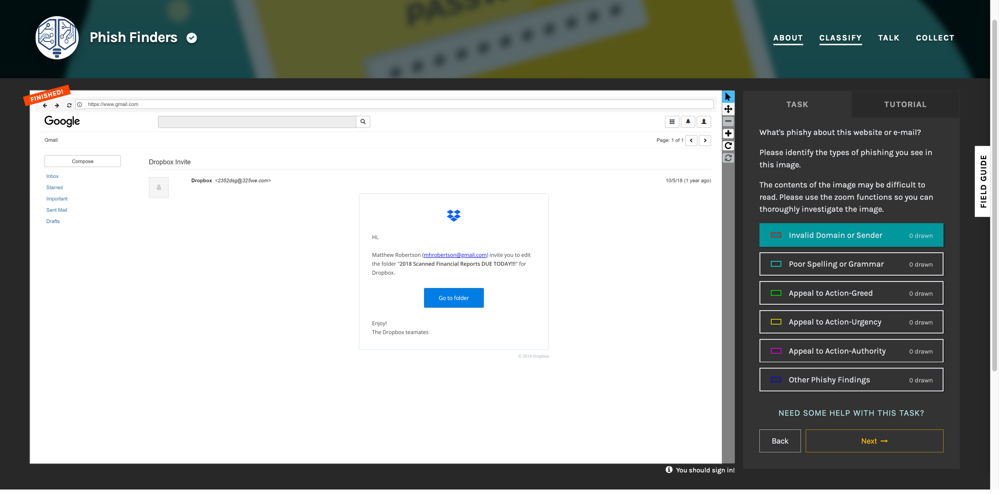 PASSW
Phish Finders
ABOUT CLASSIFY TALK COLLECT
FINISHED!
https://www.gmail.com
Google
Gmail
Page: 1 of 1
Compose
Inbox
Starred
Important
Sent Mail
Drafts
Dropbox Invite
Dropbox <2352dsg@325we.com>
10/5/18 (1 year ago)
Hi,
Matthew Robertson (mhrobertson@gmail.com) invite you to edit
the folder "2018 Scanned Financial Reports DUE TODAY!!!" for
Dropbox.
Go to folder
Enjoy!
The Dropbox teamates
© 2018 Dropbox
You should sign in!
TASK TUTORIAL
What's phishy about this website or e-mail?
Please identify the types of phishing you see in
this image.
The contents of the image may be difficult to
read. Please use the zoom functions so you can
thoroughly investigate the image.
Invalid Domain or Sender 0 drawn
Poor Spelling or Grammar 0 drawn
Appeal to Action-Greed 0 drawn
Appeal to Action-Urgency 0 drawn
Appeal to Action-Authority 0 drawn
Other Phishy Findings 0 drawn
NEED SOME HELP WITH THIS TASK?
Back Next →
FIELD GUIDE